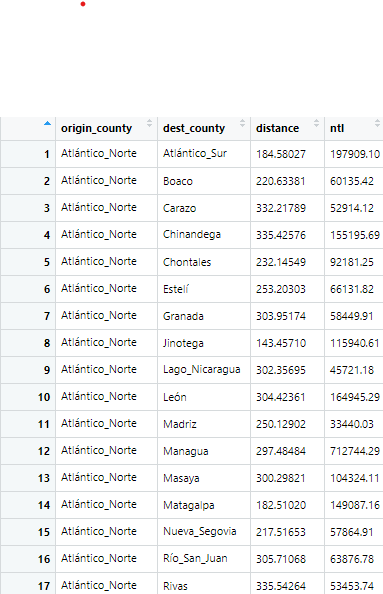 origin_county dest_county distance ntl
1 Atlántico_Norte Atlántico_Sur 184.58027 197909.10
2 Atlántico_Norte Boaco 220.63381 60135.42
3 Atlántico_Norte Carazo 332.21789 52914.12
4 Atlántico_Norte Chinandega 335.42576 155195.69
5 Atlántico_Norte Chontales 232.14549 92181.25
6 Atlántico_Norte Estelí 253.20303 66131.82
7 Atlántico_Norte Granada 303.95174 58449.91
8 Atlántico_Norte Jinotega 143.45710 115940.61
9 Atlántico_Norte Lago_Nicaragua 302.35695 45721.18
10 Atlántico_Norte León 304.42361 164945.29
11 Atlántico_Norte Madriz 250.12902 33440.03
12 Atlántico_Norte Managua 297.48484 712744.29
13 Atlántico_Norte Masaya 300.29821 104324.11
14 Atlántico_Norte Matagalpa 182.51020 149087.16
15 Atlántico_Norte Nueva_Segovia 217.51653 57864.91
16 Atlántico_Norte Río_San_Juan 305.71068 63876.78
17 Atlántico_Norte Rivas 335.54264 53453.74